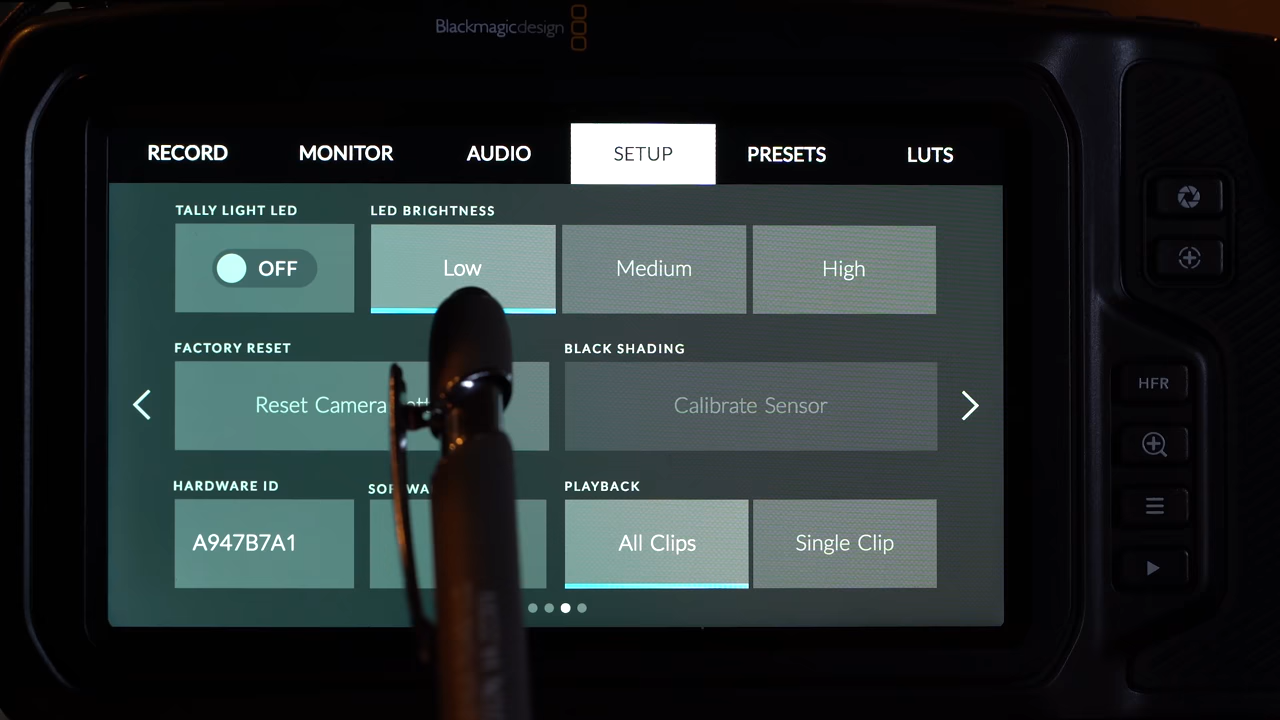 Blackmagicdesign
RECORD MONITOR AUDIO SETUP PRESETS LUTS
TALLY LIGHT LED LED BRIGHTNESS
OFF Low Medium High
FACTORY RESET BLACK SHADING
Reset Camera Calibrate Sensor
HFR
HARDWARE ID PLAYBACK
A947B7A1 All Clips Single Clip